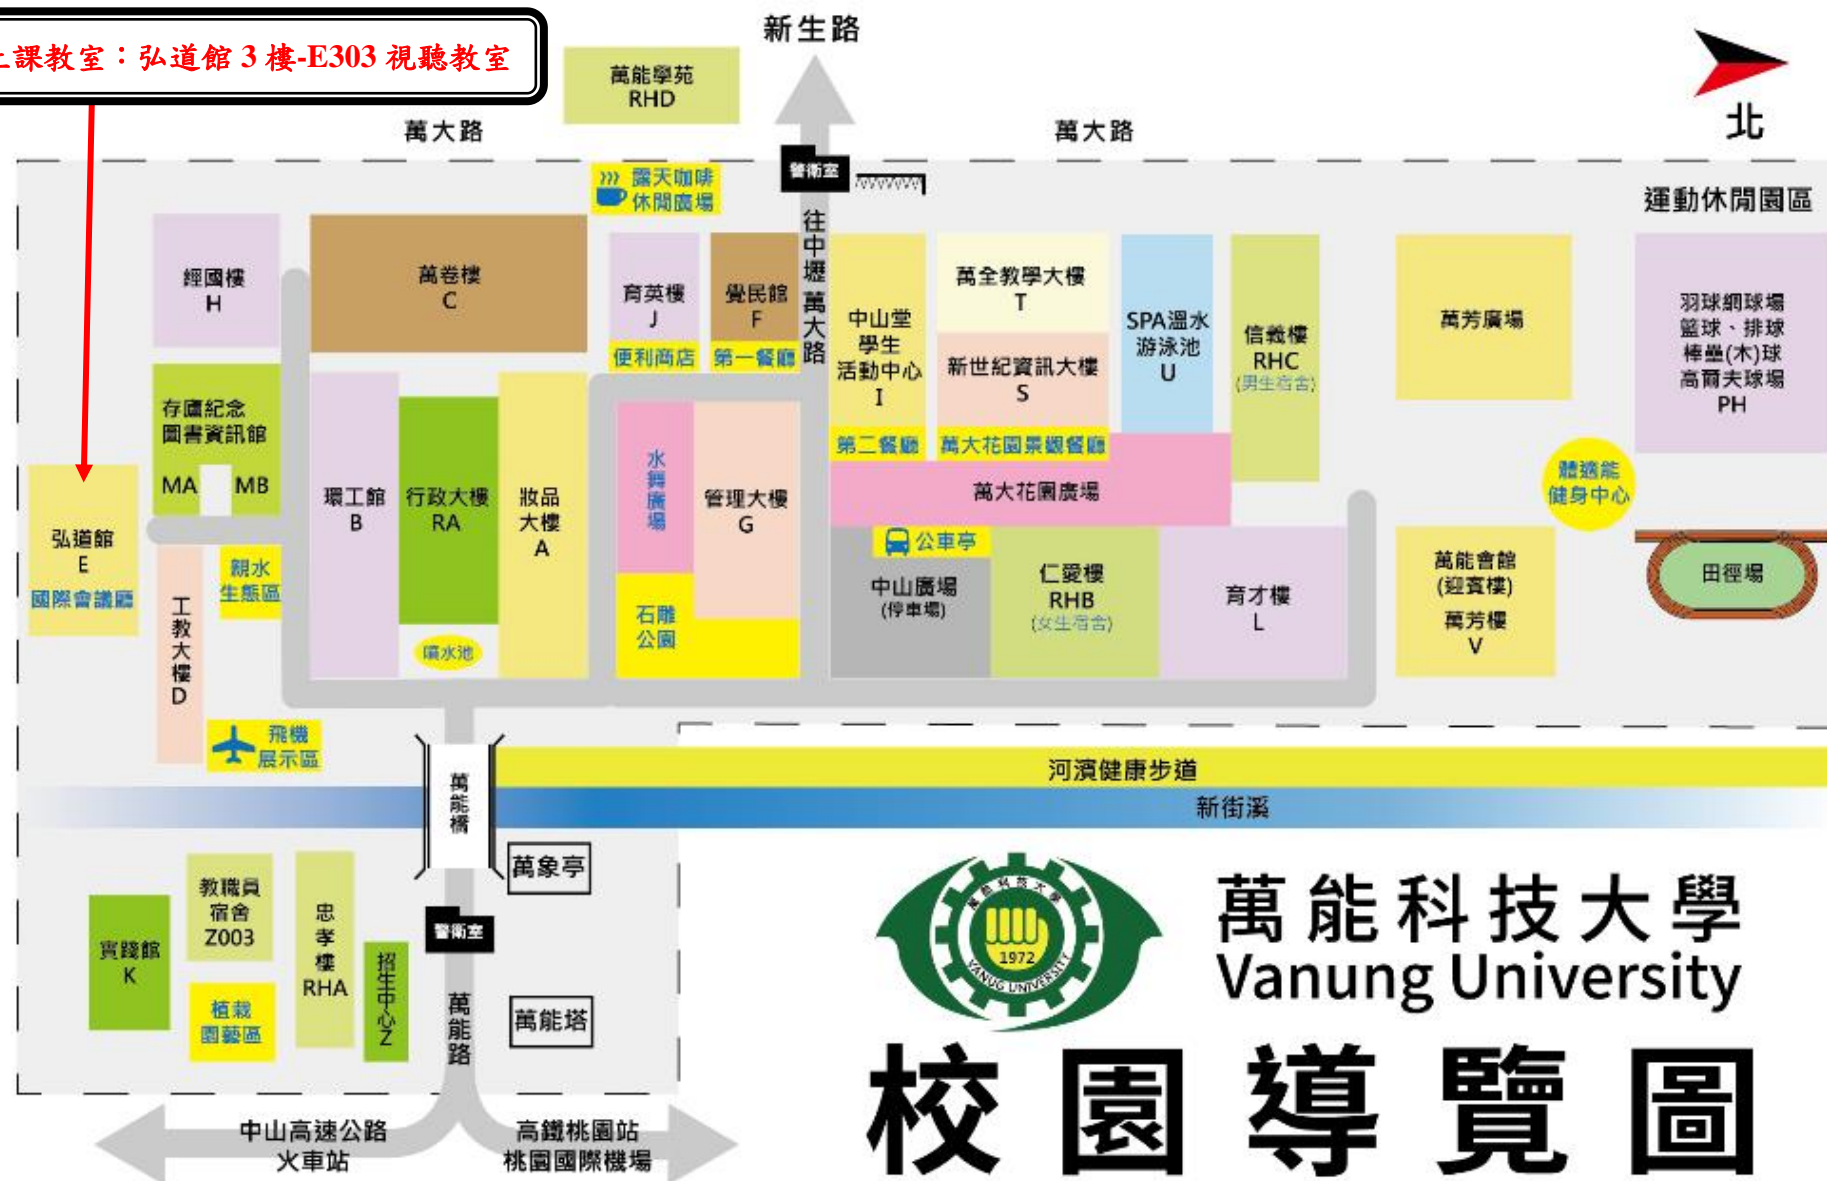 上課教室：弘道館 3 樓-E303 視聽教室
新生路
萬能學苑
RHD
北
萬大路
萬大路
警衛室
露天咖啡
休閒廣場
運動休閒園區
往中壢萬大路
經國樓
H
萬卷樓
C
育英樓
J
便利商店
覺民館
F
第一餐廳
中山堂
學生
活動中心
I
第二餐廳
萬全教學大樓
T
新世紀資訊大樓
S
萬大花園景觀餐廳
SPA溫水
游泳池
U
信義樓
RHC
(男生宿舍)
萬芳廣場
羽球網球場
籃球、排球
棒壘(木)球
高爾夫球場
PH
存廬紀念
圖書資訊館
MA
MB
環工館
B
行政大樓
RA
噴水池
妝品
大樓
A
水舞廣場
管理大樓
G
石雕
公園
萬大花園廣場
公車亭
中山廣場
(停車場)
仁愛樓
RHB
(女生宿舍)
育才樓
L
體適能
健身中心
萬能會館
(迎賓樓)
萬芳樓
V
田徑場
弘道館
E
國際會議廳
工教大樓D
親水
生態區
飛機
展示區
萬能橋
河濱健康步道
新街溪
萬象亭
教職員
宿舍
Z003
忠孝樓
RHA
實踐館
K
植栽
園藝區
招生中心Z
警衛室
萬能路
萬能塔
中山高速公路
火車站
高鐵桃園站
桃園國際機場
萬能科技大學
1972
VANUNG UNIVERSITY
萬能科技大學
Vanung University
校園導覽圖